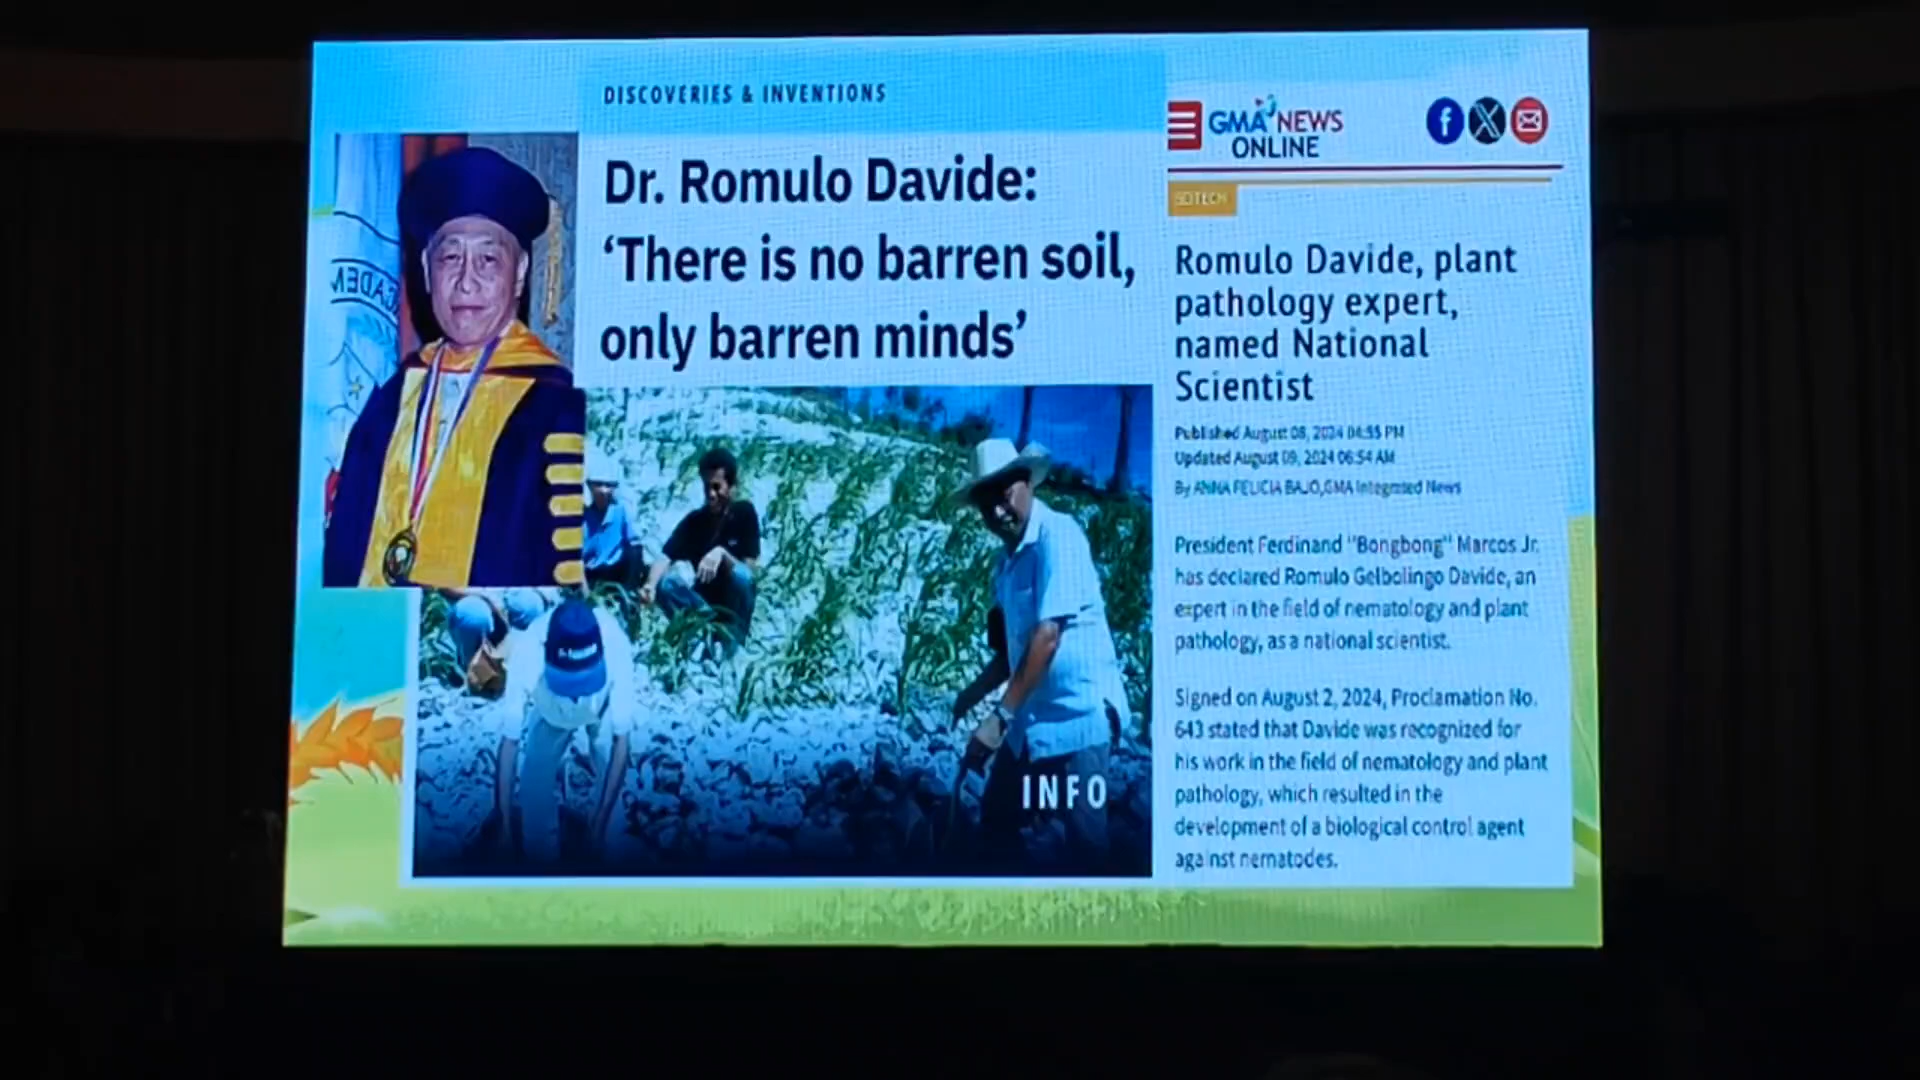 DISCOVERIES & INVENTIONS
Dr. Romulo Davide:
‘There is no barren soil,
only barren minds’
INFO
GMA NEWS
ONLINE
SCITECH
Romulo Davide, plant
pathology expert,
named National
Scientist
Published August 08, 2024 04:55 PM
Updated August 09, 2024 06:54 AM
By ANNA FELICIA BAJO,GMA Integrated News
President Ferdinand "Bongbong" Marcos Jr.
has declared Romulo Gelbolingo Davide, an
expert in the field of nematology and plant
pathology, as a national scientist.
Signed on August 2, 2024, Proclamation No.
643 stated that Davide was recognized for
his work in the field of nematology and plant
pathology, which resulted in the
development of a biological control agent
against nematodes.